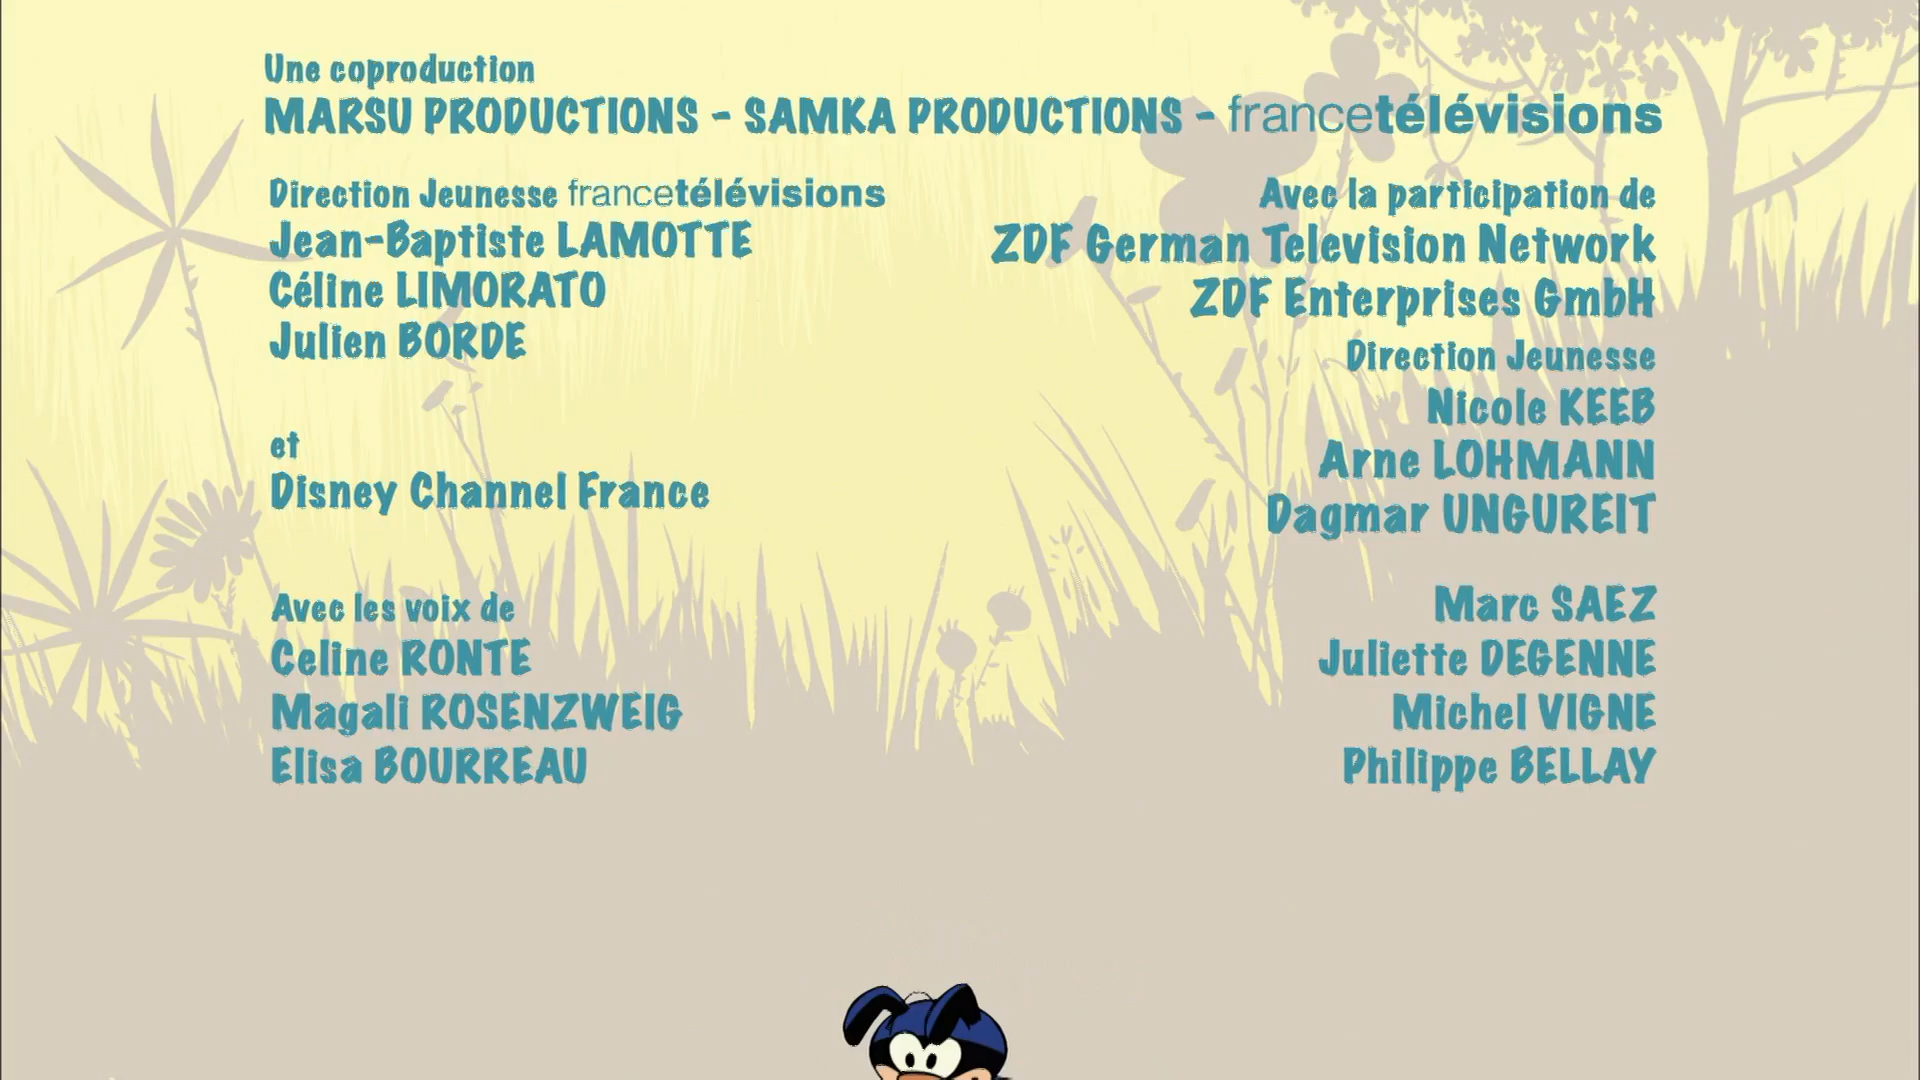 Une coproduction
MARSU PRODUCTIONS - SAMKA PRODUCTIONS - francetélévisions
Direction Jeunesse francetélévisions
Jean-Baptiste LAMOTTE
Céline LIMORATO
Julien BORDE
et
Disney Channel France
Avec la participation de
ZDF German Television Network
ZDF Enterprises GmbH
Direction Jeunesse
Nicole KEEB
Arne LOHMANN
Dagmar UNGUREIT
Avec les voix de
Celine RONTE
Magali ROSENZWEIG
Elisa BOURREAU
Marc SAEZ
Juliette DEGENNE
Michel VIGNE
Philippe BELLAY